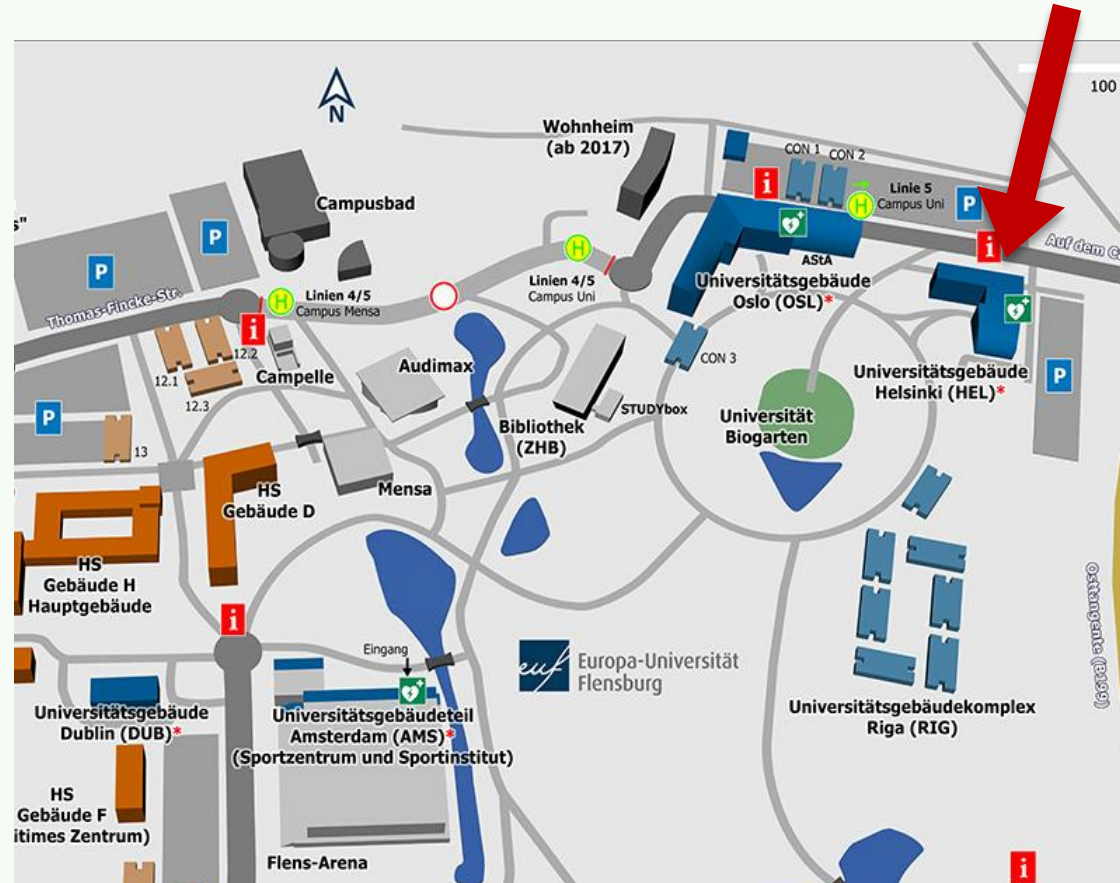 100
N
Wohnheim
(ab 2017)
CON 1
CON 2
i
Linie 5
Campus Uni
H
P
Campusbad
P
P
AStA
i
Universitätsgebäude
Oslo (OSL)*
H
Linien 4/5
Campus Uni
H
Linien 4/5
Campus Mensa
Thomas-Fincke-Str.
i
12.1
12.2
12.3
Campelle
Audimax
CON 3
Universitätsgebäude
Helsinki (HEL)*
P
P
13
STUDYbox
Bibliothek
(ZHB)
Universität
Biogarten
Mensa
HS
Gebäude D
HS
Gebäude H
Hauptgebäude
i
Osttangente (B199)
Eingang
euf
Europa-Universität
Flensburg
Universitätsgebäude
Dublin (DUB)*
Universitätsgebäudeteil
Amsterdam (AMS)*
(Sportzentrum und Sportinstitut)
Universitätsgebäudekomplex
Riga (RIG)
HS
Gebäude F
itimes Zentrum)
Flens-Arena
i